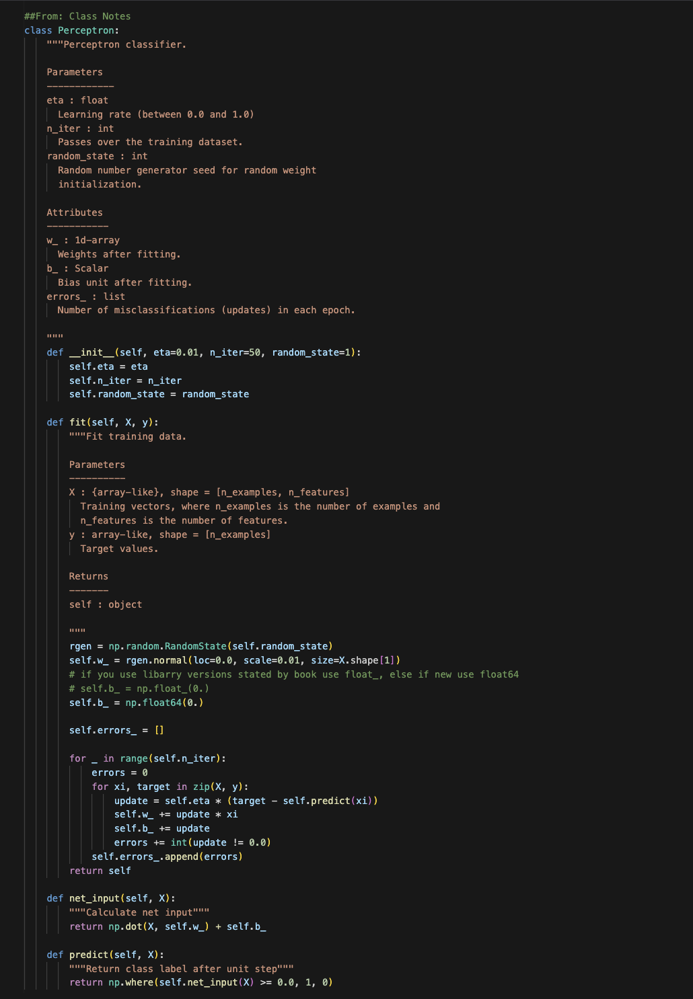 ##From: Class Notes
class Perceptron:
"""Perceptron classifier.
Parameters
------------
eta : float
Learning rate (between 0.0 and 1.0)
n_iter : int
Passes over the training dataset.
random_state : int
Random number generator seed for random weight
initialization.
Attributes
-----------
w_ : 1d-array
Weights after fitting.
b_ : Scalar
Bias unit after fitting.
errors_ : list
Number of misclassifications (updates) in each epoch.
"""
def __init__(self, eta=0.01, n_iter=50, random_state=1):
self.eta = eta
self.n_iter = n_iter
self.random_state = random_state
def fit(self, X, y):
"""Fit training data.
Parameters
----------
X : {array-like}, shape = [n_examples, n_features]
Training vectors, where n_examples is the number of examples and
n_features is the number of features.
y : array-like, shape = [n_examples]
Target values.
Returns
-------
self : object
"""
rgen = np.random.RandomState(self.random_state)
self.w_ = rgen.normal(loc=0.0, scale=0.01, size=X.shape[1])
# if you use libarry versions stated by book use float_, else if new use float64
# self.b_ = np.float_(0.)
self.b_ = np.float64(0.)
self.errors_ = []
for _ in range(self.n_iter):
errors = 0
for xi, target in zip(X, y):
update = self.eta * (target - self.predict(xi))
self.w_ += update * xi
self.b_ += update
errors += int(update != 0.0)
self.errors_.append(errors)
return self
def net_input(self, X):
"""Calculate net input"""
return np.dot(X, self.w_) + self.b_
def predict(self, X):
"""Return class label after unit step"""
return np.where(self.net_input(X) >= 0.0, 1, 0)